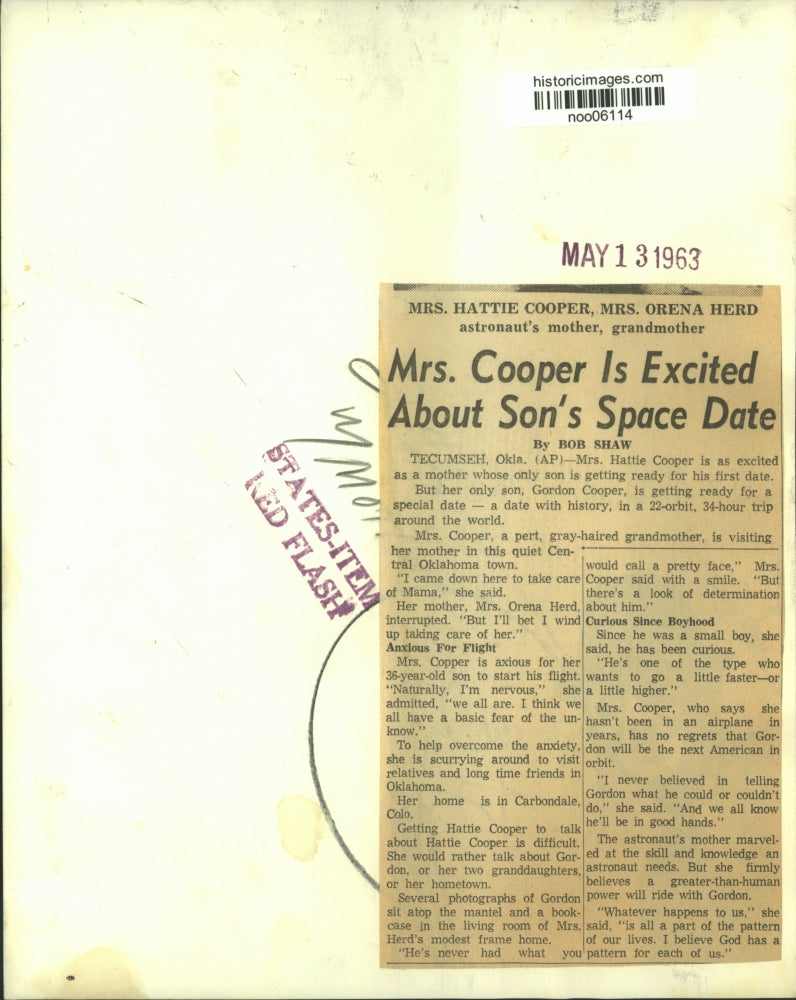 historicimages.com
noo06114
MAY 13 1963
STATES-ITEM
RED FLASH
MRS. HATTIE COOPER, MRS. ORENA HERD
astronaut's mother, grandmother
Mrs. Cooper Is Excited
About Son's Space Date
By BOB SHAW
TECUMSEH, Okla. (AP)—Mrs. Hattie Cooper is as excited
as a mother whose only son is getting ready for his first date.
But her only son, Gordon Cooper, is getting ready for a
special date — a date with history, in a 22-orbit, 34-hour trip
around the world.
Mrs. Cooper, a pert, gray-haired grandmother, is visiting
her mother in this quiet Cen-
tral Oklahoma town.
"I came down here to take care
of Mama," she said.
Her mother, Mrs. Orena Herd,
interrupted. "But I'll bet I wind
up taking care of her."
Anxious For Flight
Mrs. Copper is axious for her
36-year-old son to start his flight.
"Naturally, I'm nervous," she
admitted, "we all are. I think we
all have a basic fear of the un-
know."
To help overcome the anxiety,
she is scurrying around to visit
relatives and long time friends in
Oklahoma.
Her home is in Carbondale,
Colo.
Getting Hattie Cooper to talk
about Hattie Cooper is difficult.
She would rather talk about Gor-
don, or her two granddaughters,
or her hometown.
Several photographs of Gordon
sit atop the mantel and a book-
case in the living room of Mrs.
Herd's modest frame home.
"He's never had what you
would call a pretty face," Mrs.
Cooper said with a smile. "But
there's a look of determination
about him."
Curious Since Boyhood
Since he was a small boy, she
said, he has been curious.
"He's one of the type who
wants to go a little faster—or
a little higher."
Mrs. Cooper, who says she
hasn't been in an airplane in
years, has no regrets that Gor-
don will be the next American in
orbit.
"I never believed in telling
Gordon what he could or couldn't
do," she said. "And we all know
he'll be in good hands."
The astronaut's mother marvel-
ed at the skill and knowledge an
astronaut needs. But she firmly
believes a greater-than-human
power will ride with Gordon.
"Whatever happens to us," she
said, "is all a part of the pattern
of our lives. I believe God has a
pattern for each of us."